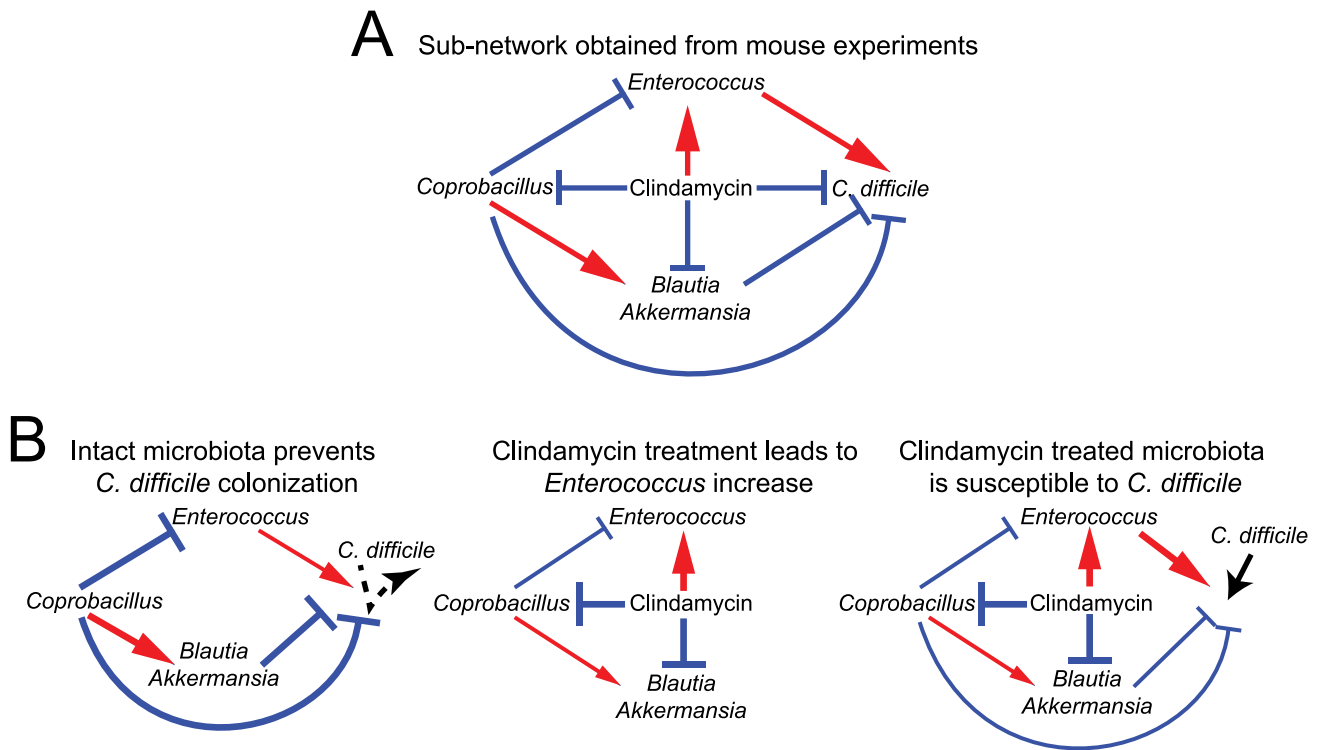 A
Sub-network obtained from mouse experiments
Enterococcus
Coprobacillus
Clindamycin
C. difficile
Blautia
Akkermansia
B
Intact microbiota prevents
C. difficile colonization
Enterococcus
C. difficile
Coprobacillus
Blautia
Akkermansia
Clindamycin treatment leads to
Enterococcus increase
Enterococcus
Coprobacillus
Clindamycin
Blautia
Akkermansia
Clindamycin treated microbiota
is susceptible to C. difficile
Enterococcus
C. difficile
Coprobacillus
Clindamycin
Blautia
Akkermansia